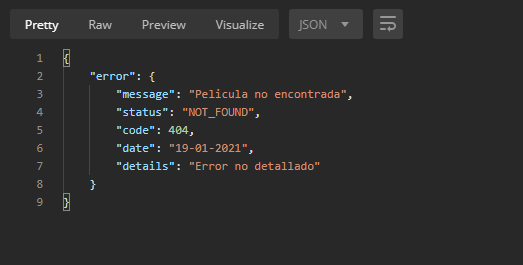 Pretty Raw Preview Visualize JSON
1 {
2 "error": {
3 "message": "Pelicula no encontrada",
4 "status": "NOT_FOUND",
5 "code": 404,
6 "date": "19-01-2021",
7 "details": "Error no detallado"
8 }
9 }